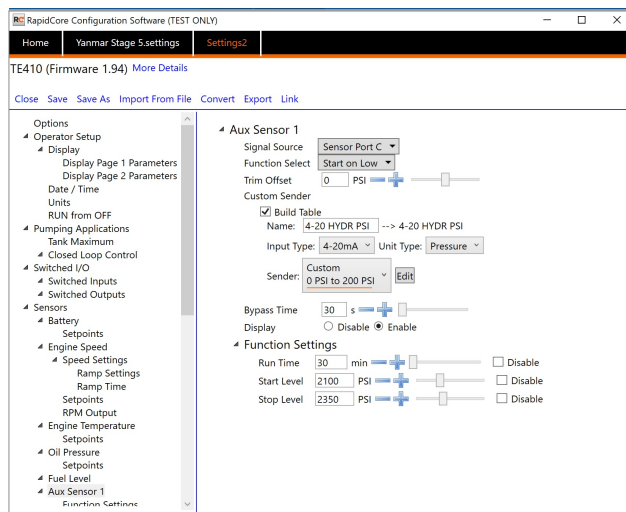 RC RapidCore Configuration Software (TEST ONLY)
Home Yanmar Stage 5.settings Settings2
TE410 (Firmware 1.94) More Details
Close Save Save As Import From File Convert Export Link
Options
Operator Setup
Display
Display Page 1 Parameters
Display Page 2 Parameters
Date / Time
Units
RUN from OFF
Pumping Applications
Tank Maximum
Closed Loop Control
Switched I/O
Switched Inputs
Switched Outputs
Sensors
Battery
Setpoints
Engine Speed
Speed Settings
Ramp Settings
Ramp Time
Setpoints
RPM Output
Engine Temperature
Setpoints
Oil Pressure
Setpoints
Fuel Level
Aux Sensor 1
Function Settings
Aux Sensor 1
Signal Source Sensor Port C
Function Select Start on Low
Trim Offset 0 PSI
Custom Sender
Build Table
Name: 4-20 HYDR PSI --> 4-20 HYDR PSI
Input Type: 4-20mA Unit Type: Pressure
Sender: Custom
0 PSI to 200 PSI Edit
Bypass Time 30 s
Display Disable Enable
Function Settings
Run Time 30 min Disable
Start Level 2100 PSI Disable
Stop Level 2350 PSI Disable